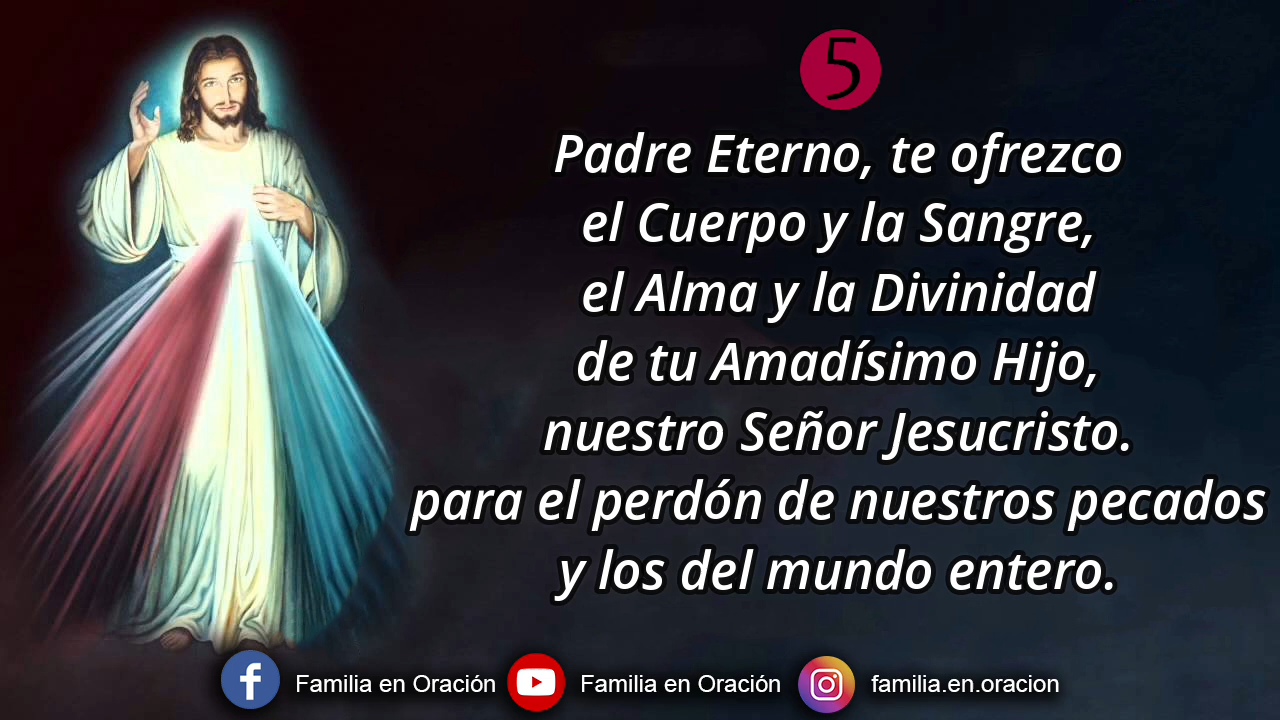 5
Padre Eterno, te ofrezco
el Cuerpo y la Sangre,
el Alma y la Divinidad
de tu Amadísimo Hijo,
nuestro Señor Jesucristo.
para el perdón de nuestros pecados
y los del mundo entero.
Familia en Oración Familia en Oración familia.en.oracion